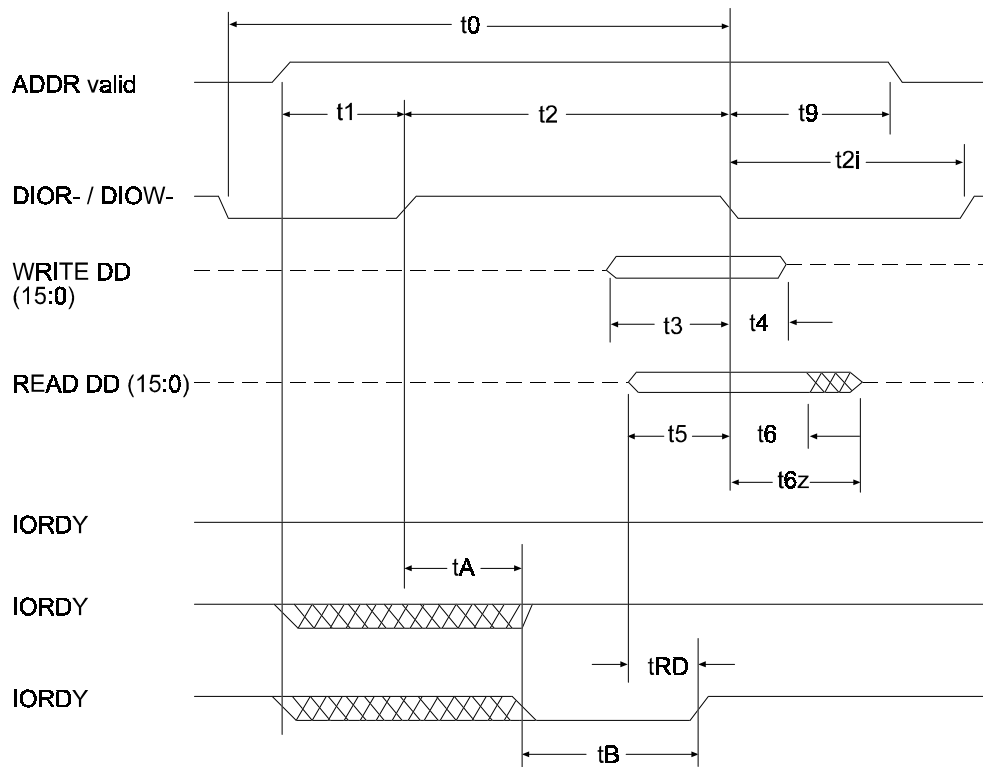 t0
ADDR valid
t1
t2
t9
t2i
DIOR- / DIOW-
WRITE DD
(15:0)
t3
t4
READ DD (15:0)
t5
t6
t6z
IORDY
tA
IORDY
tRD
IORDY
tB